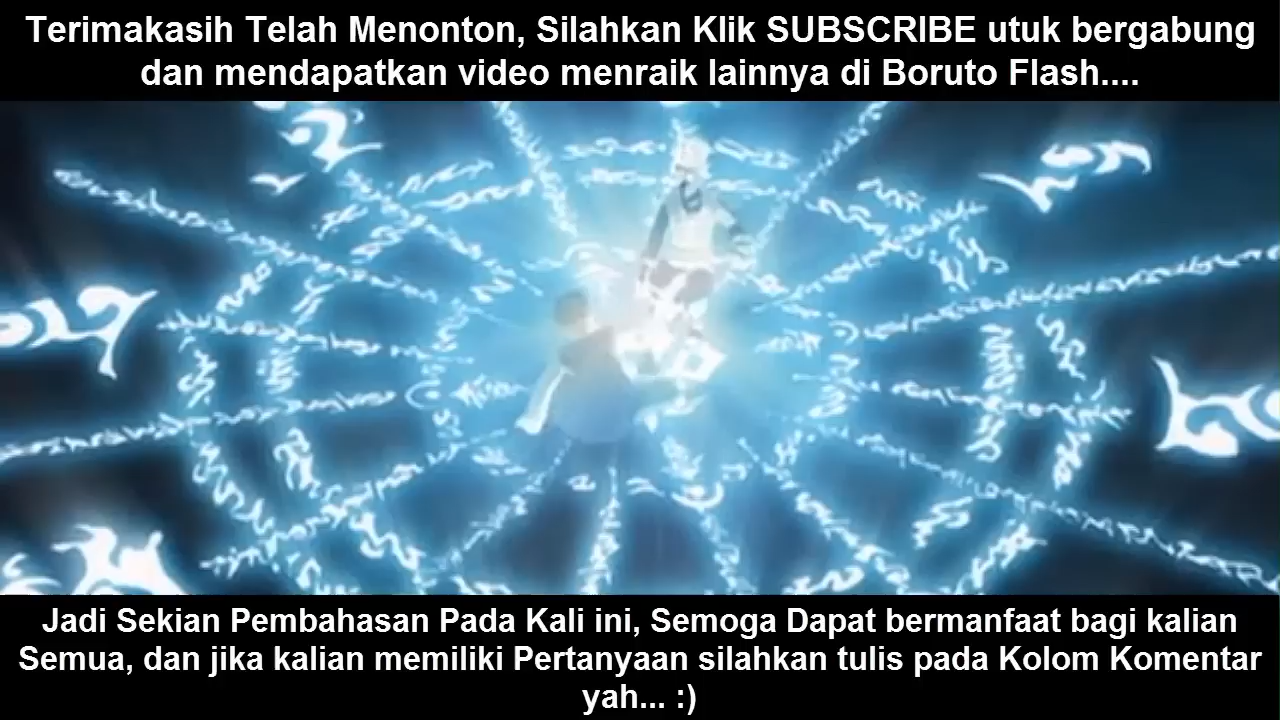 Terimakasih Telah Menonton, Silahkan Klik SUBSCRIBE utuk bergabung
dan mendapatkan video menraik lainnya di Boruto Flash....
Jadi Sekian Pembahasan Pada Kali ini, Semoga Dapat bermanfaat bagi kalian
Semua, dan jika kalian memiliki Pertanyaan silahkan tulis pada Kolom Komentar
yah... :)